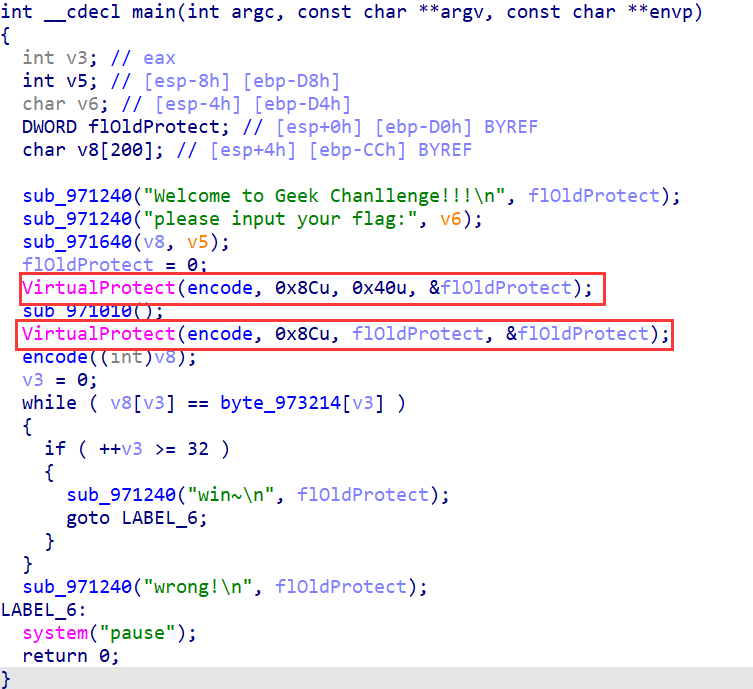 int __cdecl main(int argc, const char **argv, const char **envp)
{
  int v3; // eax
  int v5; // [esp-8h] [ebp-D8h]
  char v6; // [esp-4h] [ebp-D4h]
  DWORD flOldProtect; // [esp+0h] [ebp-D0h] BYREF
  char v8[200]; // [esp+4h] [ebp-CCh] BYREF

  sub_971240("Welcome to Geek Chanllenge!!!\n", flOldProtect);
  sub_971240("please input your flag:", v6);
  sub_971640(v8, v5);
  flOldProtect = 0;
  VirtualProtect(encode, 0x8Cu, 0x40u, &flOldProtect);
  sub_971010();
  VirtualProtect(encode, 0x8Cu, flOldProtect, &flOldProtect);
  encode((int)v8);
  v3 = 0;
  while ( v8[v3] == byte_973214[v3] )
  {
    if ( ++v3 >= 32 )
    {
      sub_971240("win~\n", flOldProtect);
      goto LABEL_6;
    }
  }
  sub_971240("wrong!\n", flOldProtect);
LABEL_6:
  system("pause");
  return 0;
}